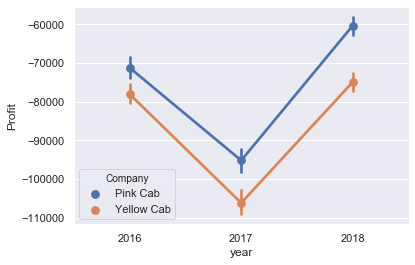 −60000
−70000
−80000
−90000
−100000
−110000
Profit
Company
Pink Cab
Yellow Cab
2016 2017 2018
year